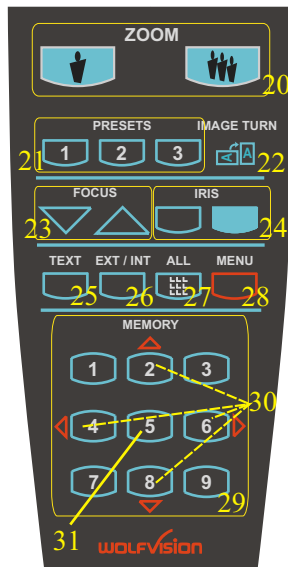 ZOOM
20
PRESETS IMAGE TURN
1 2 3 A A
21 22
FOCUS IRIS
23 24
TEXT EXT / INT ALL MENU
25 26 27 28
MEMORY
1 2 3
30
4 5 6
7 8 9
29
31
WOLFVISION